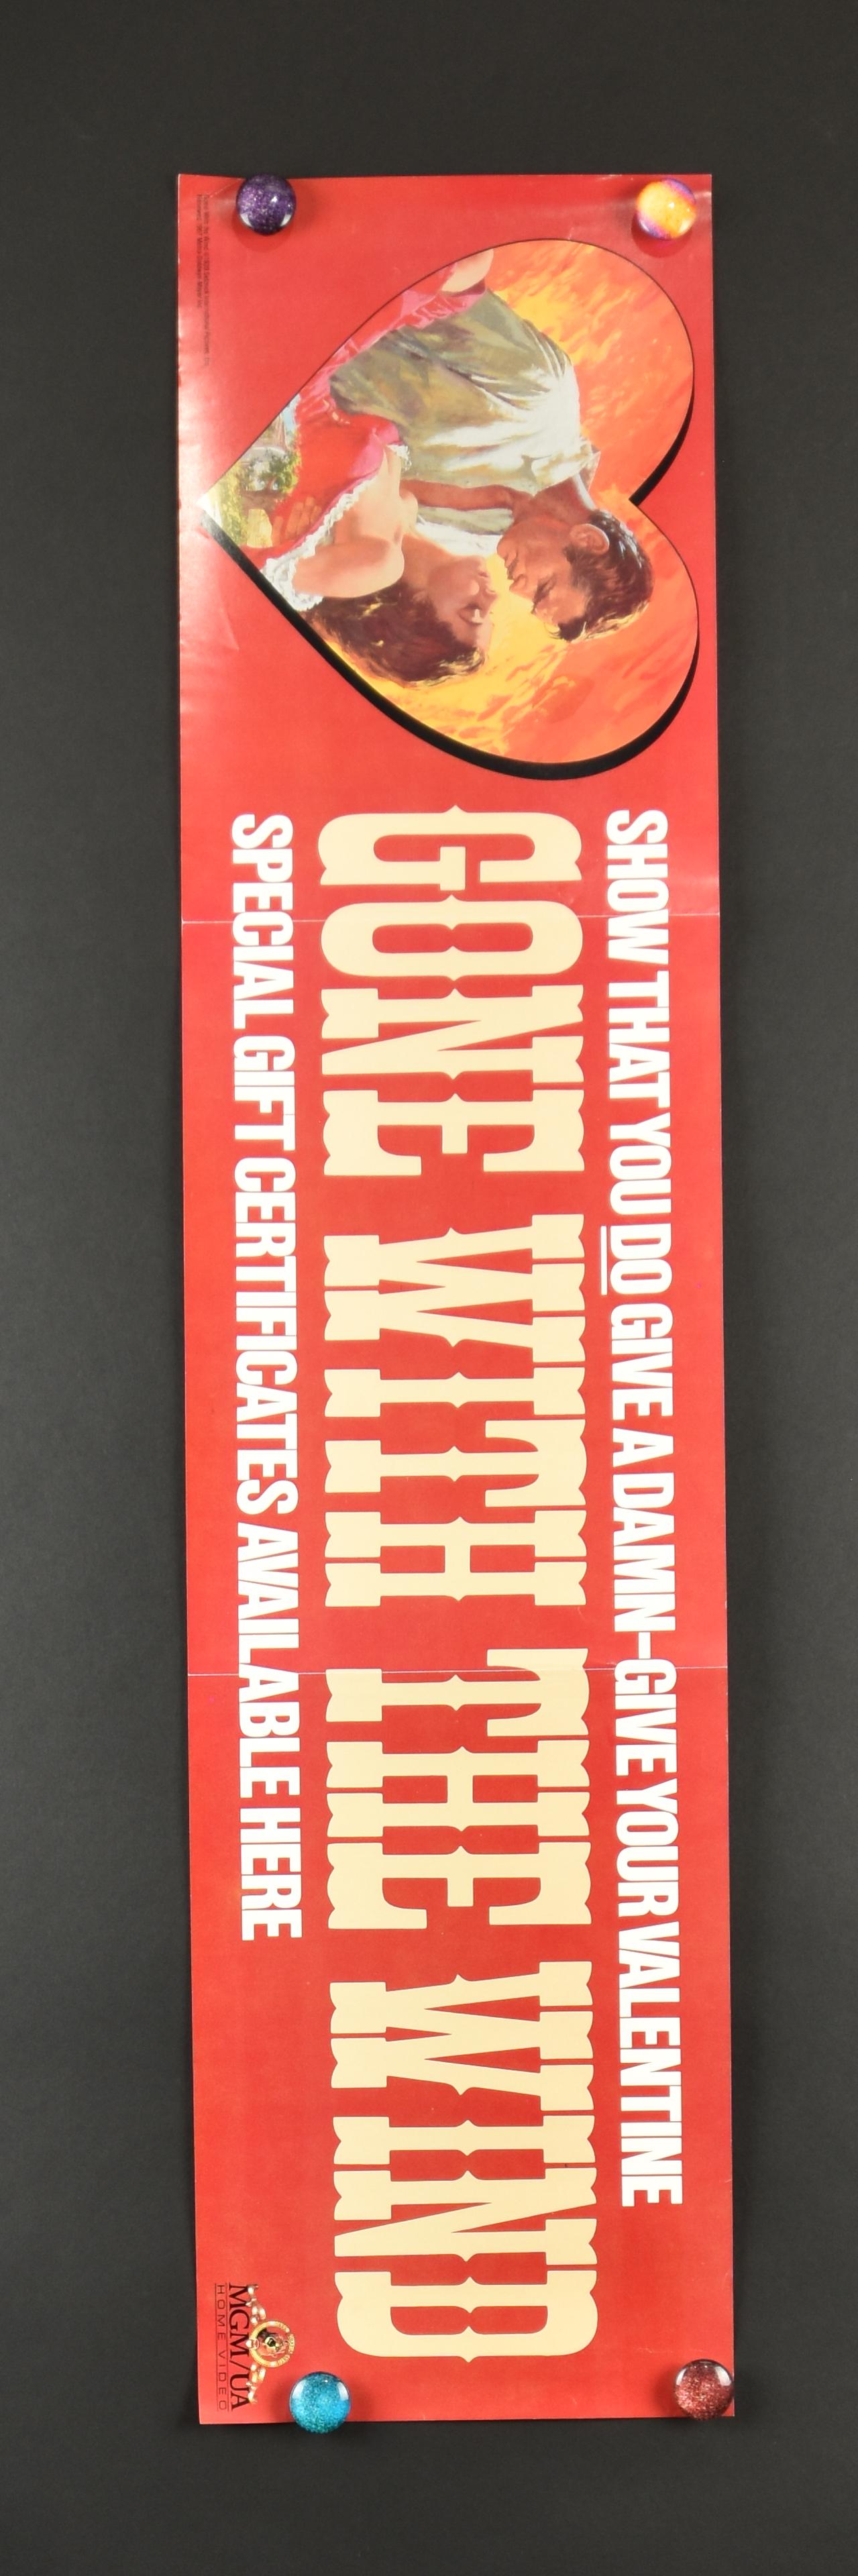 SHOW THAT YOU DO GIVE A DAMN-GIVE YOUR VALENTINE
GONE WITH THE WIND
SPECIAL GIFT CERTIFICATES AVAILABLE HERE
MGM/UA
HOME VIDEO